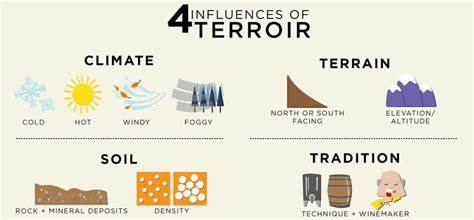 4 INFLUENCES OF
TERROIR
CLIMATE
COLD
HOT
WINDY
FOGGY
TERRAIN
NORTH OR SOUTH
FACING
ELEVATION/
ALTITUDE
SOIL
ROCK + MINERAL DEPOSITS
DENSITY
TRADITION
TECHNIQUE + WINEMAKER